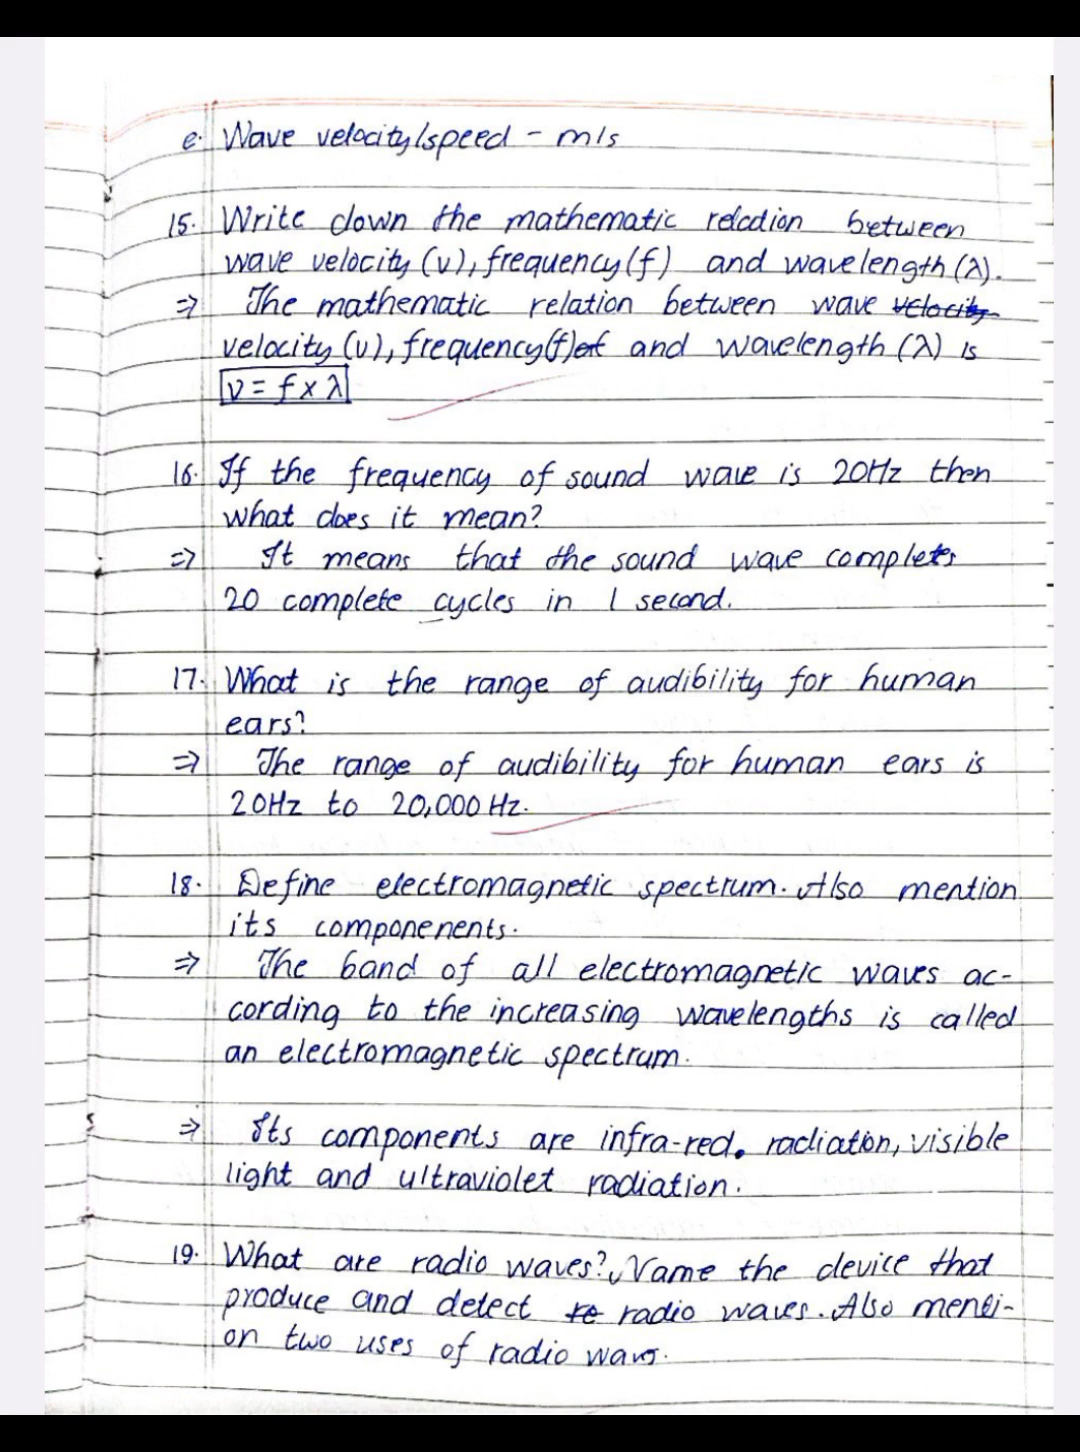 e. Wave velocity/speed - m/s
15. Write down the mathematic relation between
wave velocity (v), frequency (f) and wavelength (λ).
⇒ The mathematic relation between wave velocity
velocity (v), frequency (f) of and wavelength (λ) is
v = f x λ
16. If the frequency of sound wave is 20Hz then
what does it mean?
⇒ It means that the sound wave completes
20 complete cycles in 1 second.
17. What is the range of audibility for human
ears?
⇒ The range of audibility for human ears is
20Hz to 20,000 Hz.
18. Define electromagnetic spectrum. Also mention
its componenents.
⇒ The band of all electromagnetic waves ac-
cording to the increasing wavelengths is called
an electromagnetic spectrum.
⇒ Its components are infra-red. radiation, visible
light and ultraviolet radiation.
19. What are radio waves? Name the device that
produce and detect re radio waves. Also menti-
on two uses of radio waves.